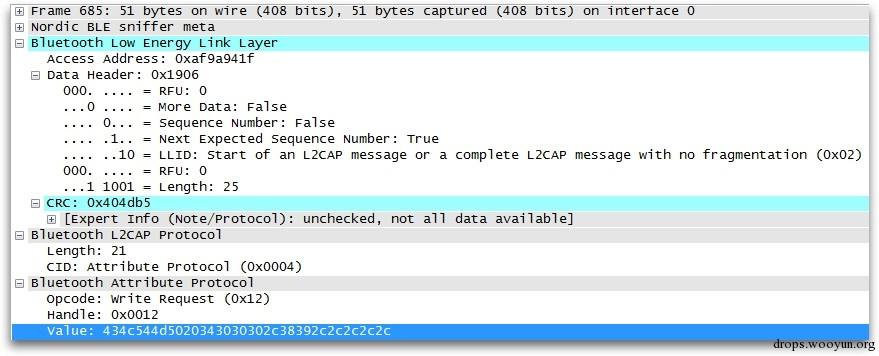 Frame 685: 51 bytes on wire (408 bits), 51 bytes captured (408 bits) on interface 0
Nordic BLE sniffer meta
Bluetooth Low Energy Link Layer
Access Address: 0xaf9a941f
Data Header: 0x1906
000. .... = RFU: 0
...0 .... = More Data: False
.... 0... = Sequence Number: False
.... .1.. = Next Expected Sequence Number: True
.... ..10 = LLID: Start of an L2CAP message or a complete L2CAP message with no fragmentation (0x02)
000. .... = RFU: 0
...1 1001 = Length: 25
CRC: 0x404db5
[Expert Info (Note/Protocol): unchecked, not all data available]
Bluetooth L2CAP Protocol
Length: 21
CID: Attribute Protocol (0x0004)
Bluetooth Attribute Protocol
Opcode: Write Request (0x12)
Handle: 0x0012
Value: 434c544d5020343030302c38392c2c2c2c2c
drops.wooyun.org